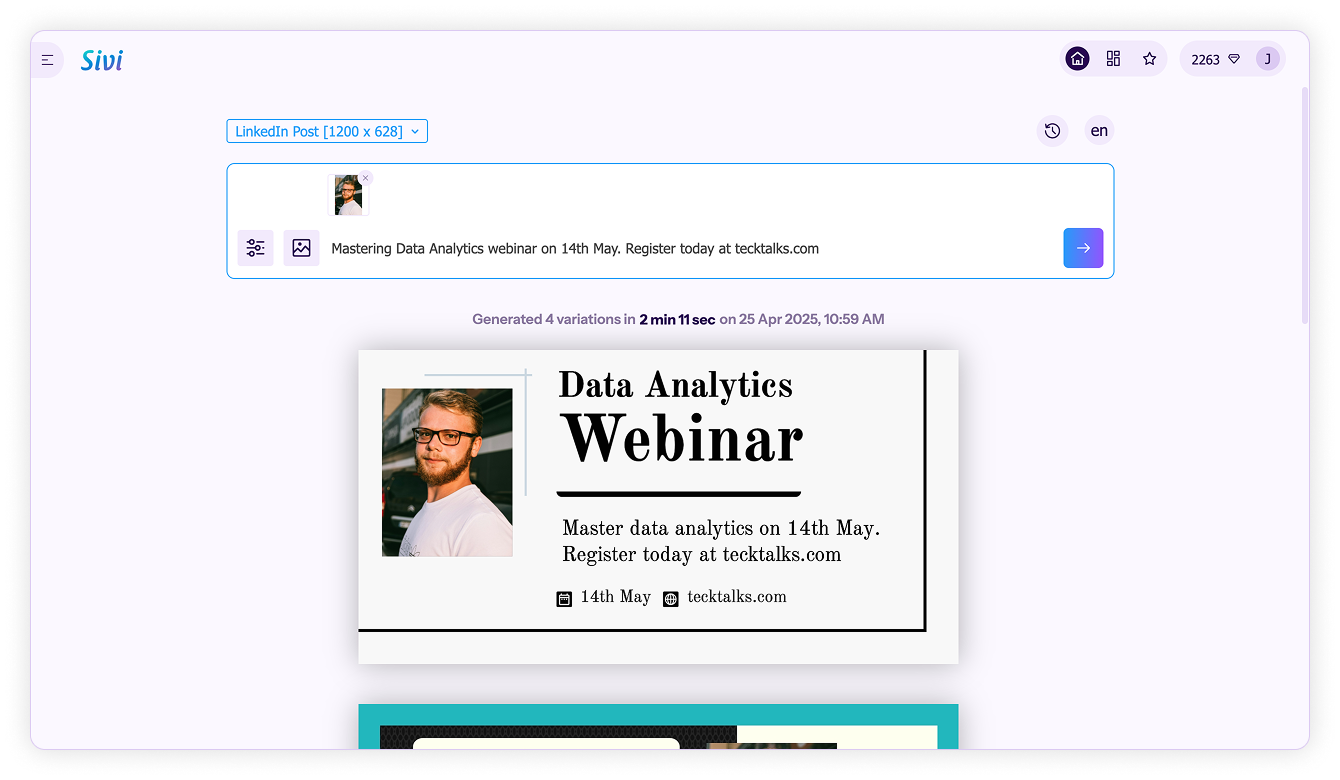 Sivi
2263
J
LinkedIn Post [1200 x 628]
en
Mastering Data Analytics webinar on 14th May. Register today at tecktalks.com
Generated 4 variations in 2 min 11 sec on 25 Apr 2025, 10:59 AM
Data Analytics
Webinar
Master data analytics on 14th May.
Register today at tecktalks.com
14th May tecktalks.com